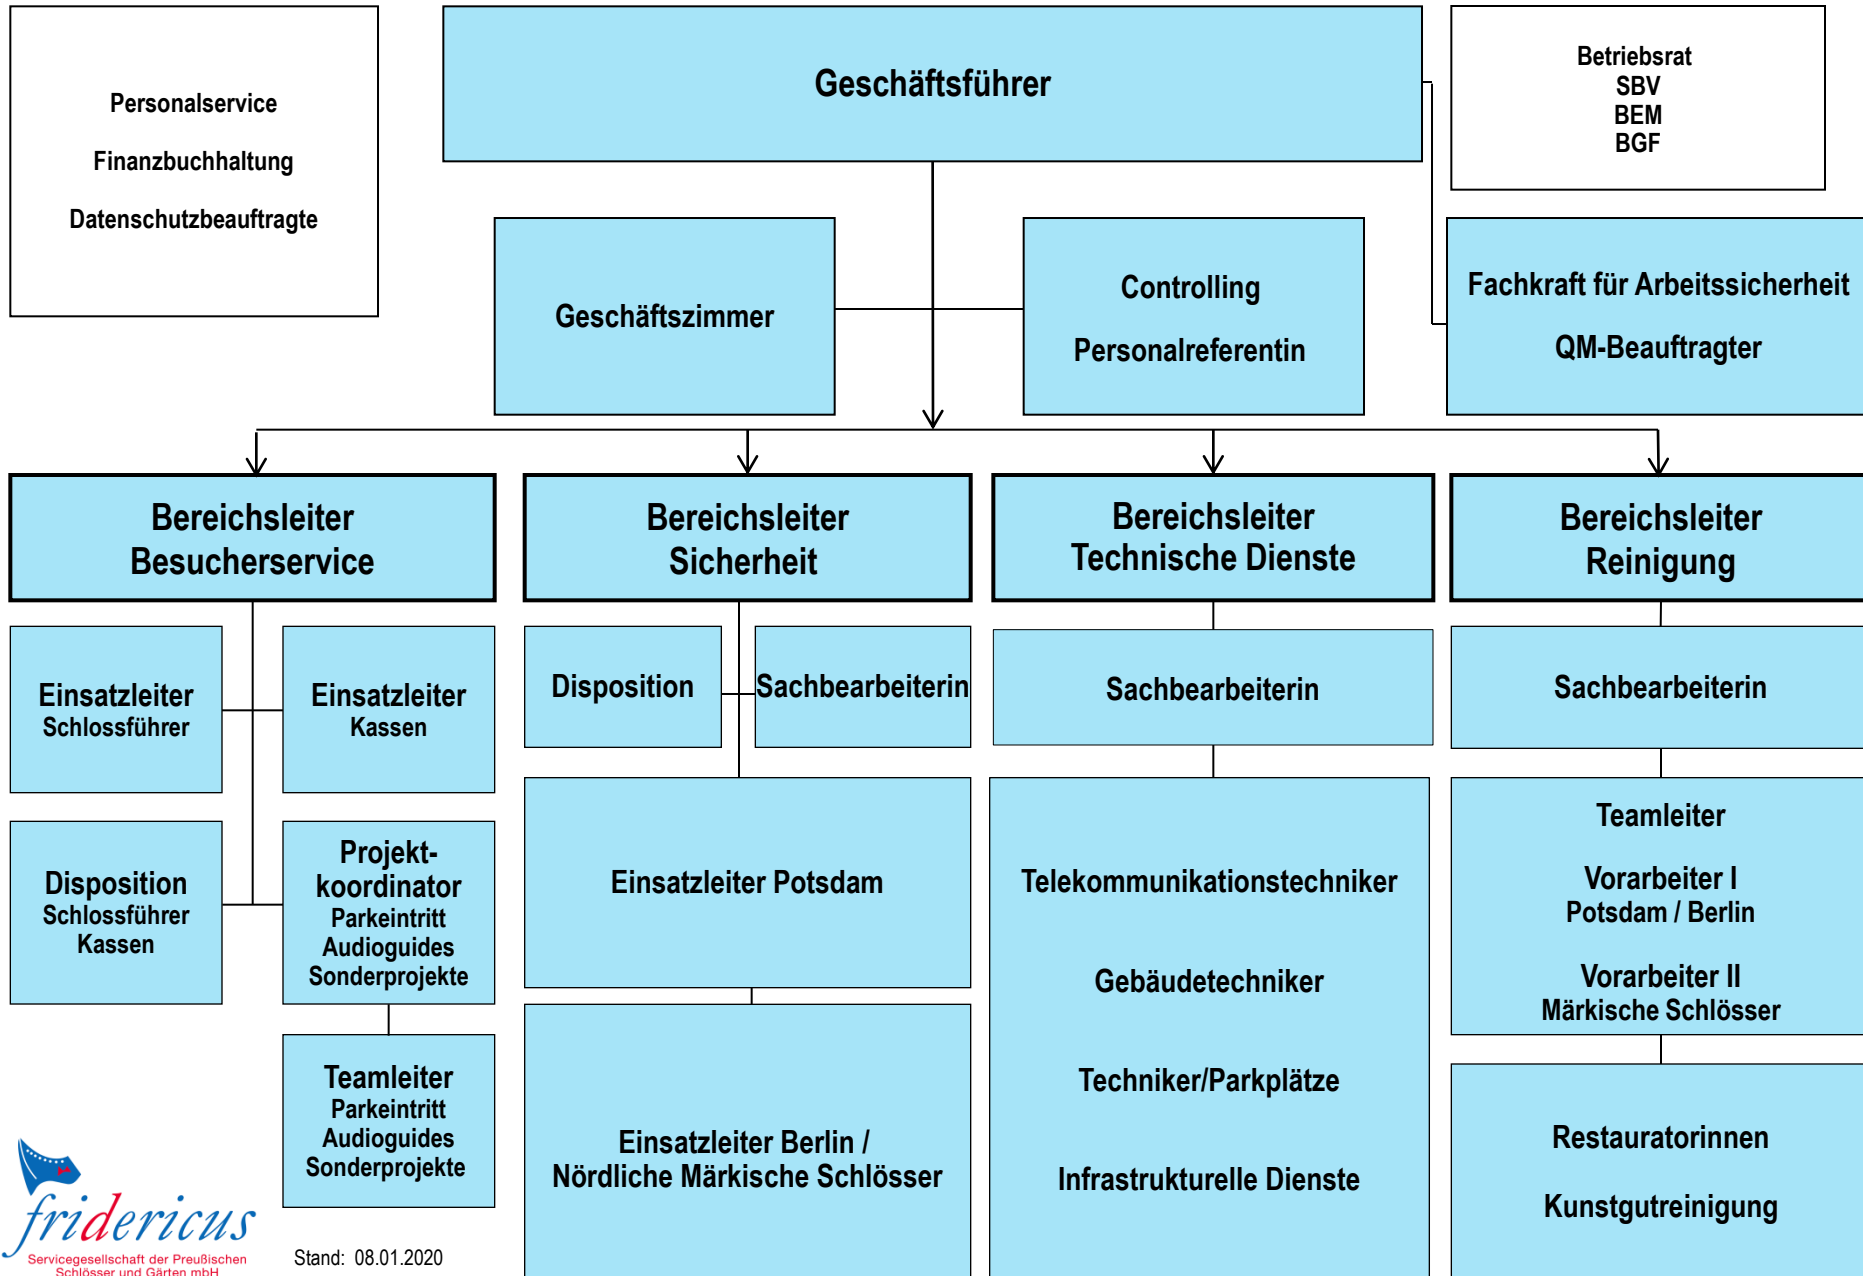 Personalservice
Finanzbuchhaltung
Datenschutzbeauftragte
Geschäftsführer
Betriebsrat
SBV
BEM
BGF
Geschäftszimmer
Controlling
Personalreferentin
Fachkraft für Arbeitssicherheit
QM-Beauftragter
Bereichsleiter
Besucherservice
Bereichsleiter
Sicherheit
Bereichsleiter
Technische Dienste
Bereichsleiter
Reinigung
Einsatzleiter
Schlossführer
Einsatzleiter
Kassen
Disposition
Schlossführer
Kassen
Projekt-
koordinator
Parkeintritt
Audioguides
Sonderprojekte
Teamleiter
Parkeintritt
Audioguides
Sonderprojekte
Disposition
Sachbearbeiterin
Einsatzleiter Potsdam
Einsatzleiter Berlin /
Nördliche Märkische Schlösser
Sachbearbeiterin
Telekommunikationstechniker
Gebäudetechniker
Techniker/Parkplätze
Infrastrukturelle Dienste
Sachbearbeiterin
Teamleiter
Vorarbeiter I
Potsdam / Berlin
Vorarbeiter II
Märkische Schlösser
Restauratorinnen
Kunstgutreinigung
fridericus
Servicegesellschaft der Preußischen
Schlösser und Gärten mbH
Stand: 08.01.2020